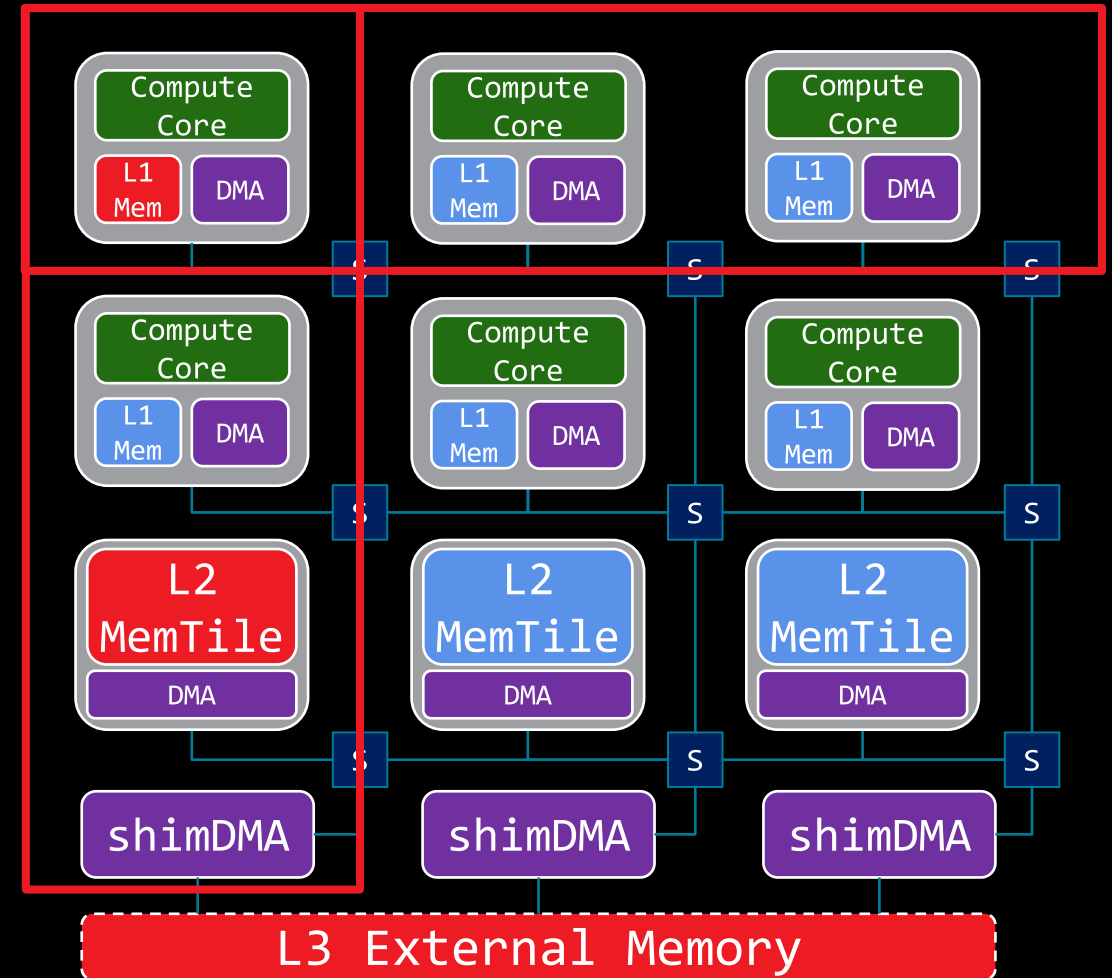 Compute
Core
L1
Mem
DMA
Compute
Core
L1
Mem
DMA
Compute
Core
L1
Mem
DMA
S
S
S
Compute
Core
L1
Mem
DMA
Compute
Core
L1
Mem
DMA
Compute
Core
L1
Mem
DMA
S
S
S
L2
MemTile
DMA
L2
MemTile
DMA
L2
MemTile
DMA
S
S
S
shimDMA
shimDMA
shimDMA
L3 External Memory